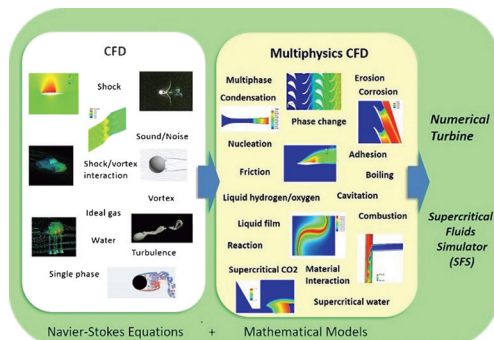 CFD
Shock
Sound/Noise
Shock/vortex
interaction
Vortex
Ideal gas
Water
Turbulence
Single phase
Multiphysics CFD
Multiphase
Erosion
Condensation
Corrosion
Phase change
Nucleation
Adhesion
Friction
Boiling
Liquid hydrogen/oxygen
Cavitation
Liquid film
Combustion
Reaction
Supercritical CO2
Material
Interaction
Supercritical water
Numerical
Turbine
Supercritical
Fluids
Simulator
(SFS)
Navier-Stokes Equations + Mathematical Models